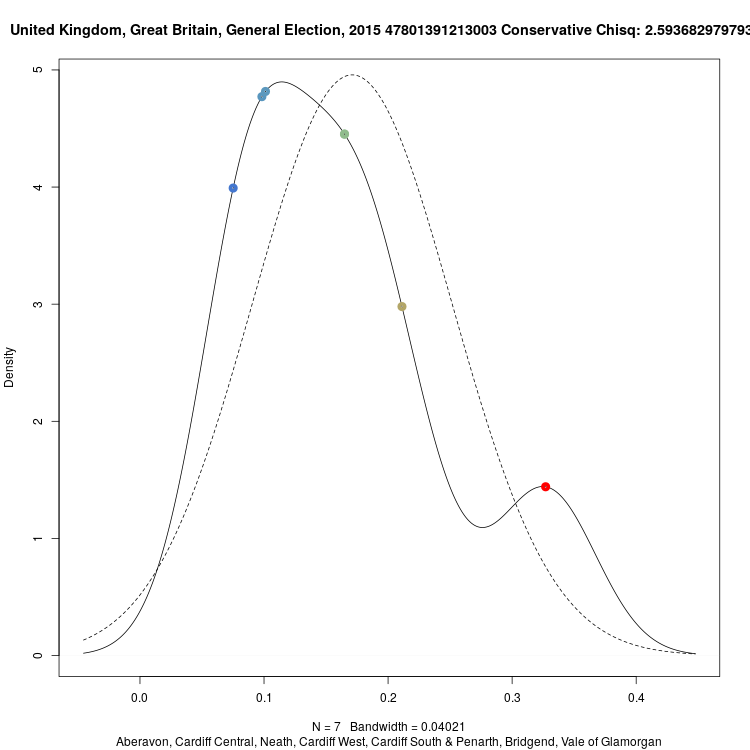 United Kingdom, Great Britain, General Election, 2015 47801391213003 Conservative Chisq: 2.593682979793
5
4
3
2
1
0
Density
0.0 0.1 0.2 0.3 0.4
N = 7 Bandwidth = 0.04021
Aberavon, Cardiff Central, Neath, Cardiff West, Cardiff South & Penarth, Bridgend, Vale of Glamorgan